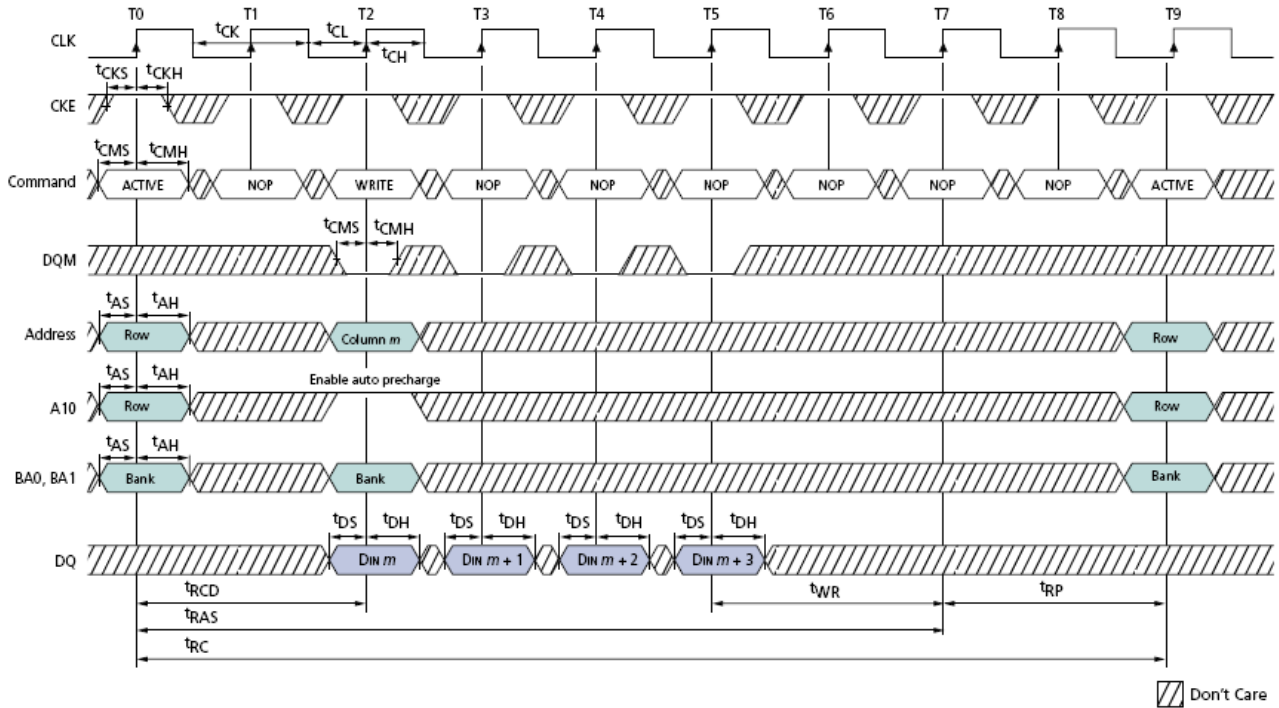 T0 T1 T2 T3 T4 T5 T6 T7 T8 T9
CLK tCK tCL tCH
tCKS tCKH
CKE
tCMS tCMH
Command ACTIVE NOP WRITE NOP NOP NOP NOP NOP NOP ACTIVE
tCMS tCMH
DQM
tAS tAH
Address Row Column m Row
tAS tAH Enable auto precharge
A10 Row Row
tAS tAH
BA0, BA1 Bank Bank Bank
tDS tDH tDS tDH tDS tDH tDS tDH
DQ DIN m DIN m + 1 DIN m + 2 DIN m + 3
tRCD tWR tRP
tRAS
tRC
Don't Care